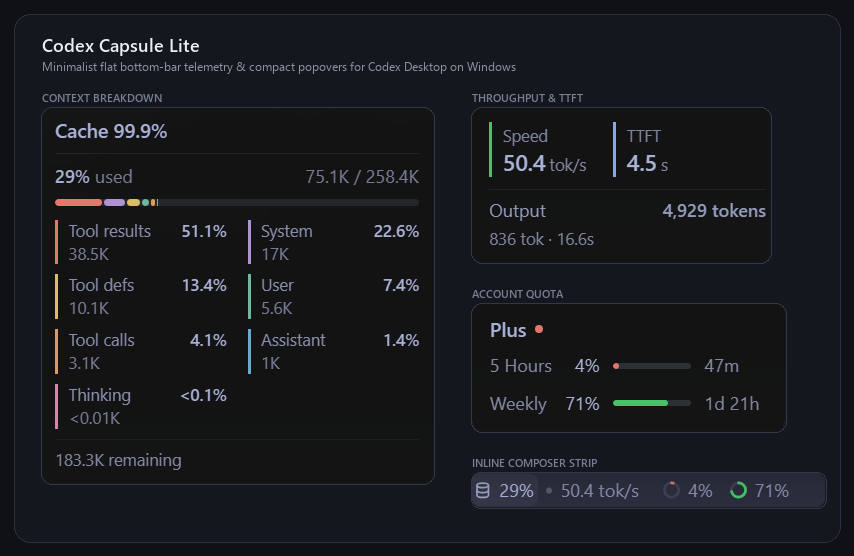 Codex Capsule Lite
Minimalist flat bottom-bar telemetry & compact popovers for Codex Desktop on Windows
CONTEXT BREAKDOWN
Cache 99.9%
29% used 75.1K / 258.4K
Tool results 51.1% System 22.6%
38.5K 17K
Tool defs 13.4% User 7.4%
10.1K 5.6K
Tool calls 4.1% Assistant 1.4%
3.1K 1K
Thinking <0.1%
<0.01K
183.3K remaining
THROUGHPUT & TTFT
Speed TTFT
50.4 tok/s 4.5 s
Output 4,929 tokens
836 tok · 16.6s
ACCOUNT QUOTA
Plus
5 Hours 4% 47m
Weekly 71% 1d 21h
INLINE COMPOSER STRIP
29% • 50.4 tok/s 4% 71%